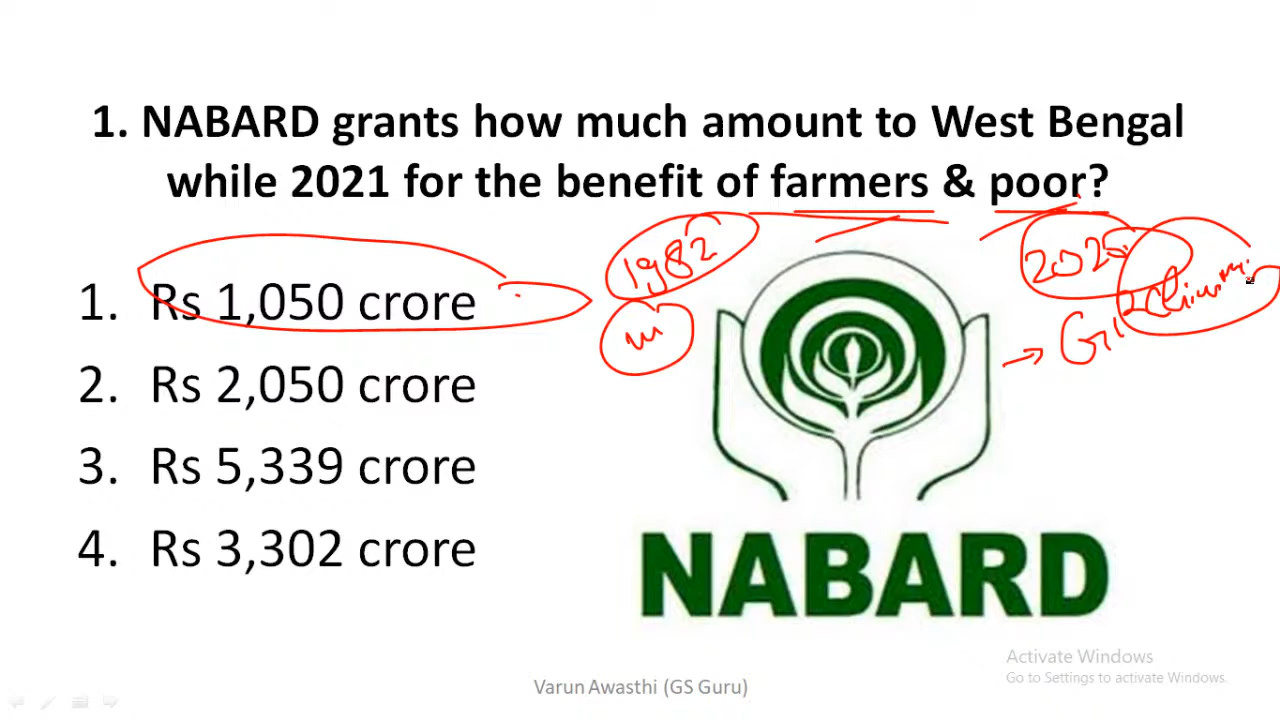 1. NABARD grants how much amount to West Bengal
while 2021 for the benefit of farmers & poor?
1982
2025
1. Rs 1,050 crore
m
2. Rs 2,050 crore
3. Rs 5,339 crore
4. Rs 3,302 crore
NABARD
Activate Windows
Go to Settings to activate Windows.
Varun Awasthi (GS Guru)